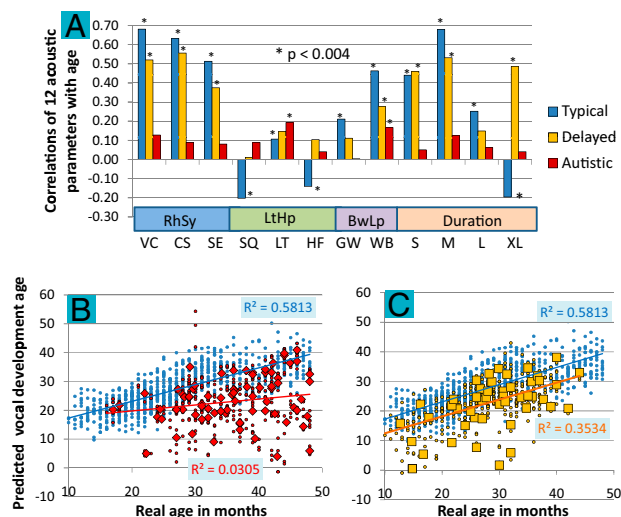 A
Correlations of 12 acoustic
parameters with age
0.70
0.60
0.50
0.40
0.30
0.20
0.10
0.00
-0.10
-0.20
-0.30
* p < 0.004
* * * * * * * * * * * * * * * * * * * *
Typical
Delayed
Autistic
RhSy LtHp BwLp Duration
VC CS SE SQ LT HF GW WB S M L XL
B
Predicted vocal development age
60
50
40
30
20
10
0
-10
R² = 0.5813
R² = 0.0305
10 20 30 40 50
Real age in months
C
60
50
40
30
20
10
0
-10
R² = 0.5813
R² = 0.3534
10 20 30 40 50
Real age in months